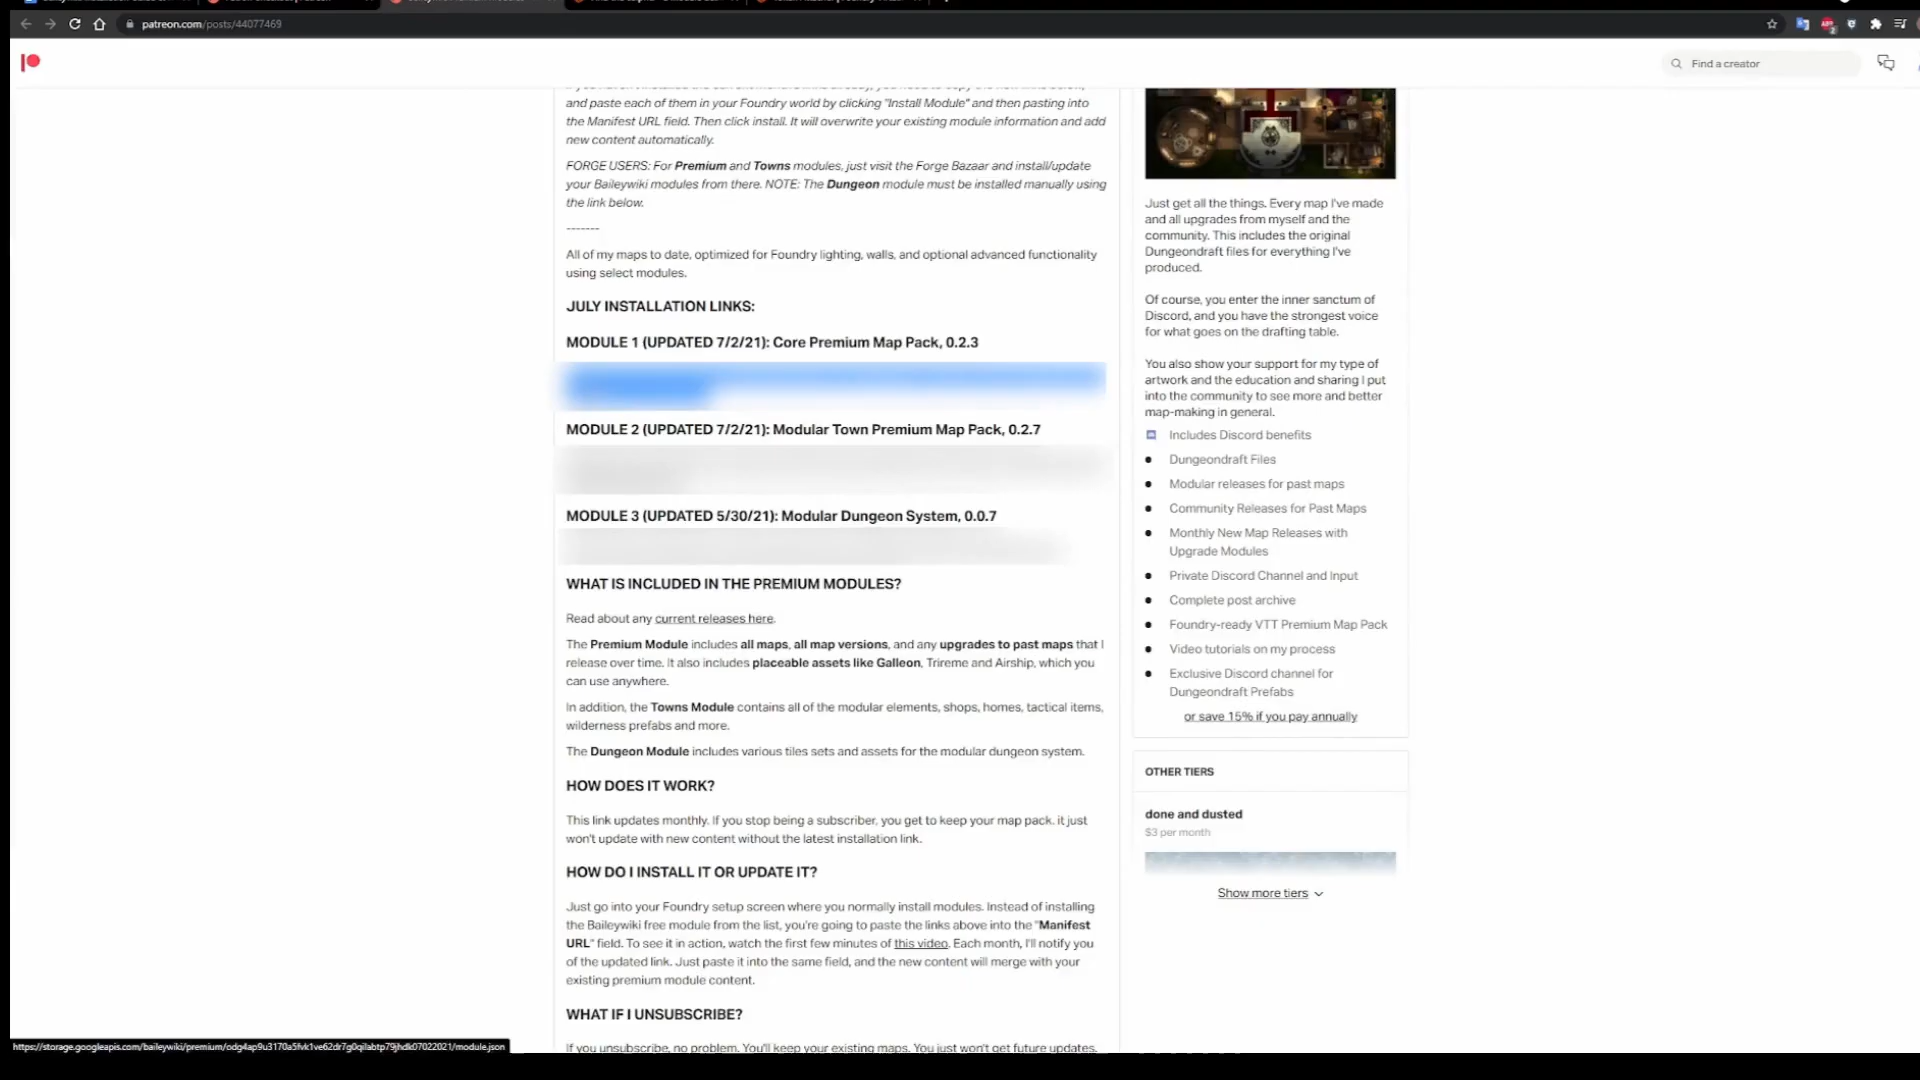 patreon.com/posts/44077469
Find a creator
and paste each of them in your Foundry world by clicking "Install Module" and then pasting into
the Manifest URL field. Then click install. It will overwrite your existing module information and add
new content automatically.
FORGE USERS: For Premium and Towns modules, just visit the Forge Bazaar and install/update
your Baileywiki modules from there. NOTE: The Dungeon module must be installed manually using
the link below.
-------
All of my maps to date, optimized for Foundry lighting, walls, and optional advanced functionality
using select modules.
JULY INSTALLATION LINKS:
MODULE 1 (UPDATED 7/2/21): Core Premium Map Pack, 0.2.3
MODULE 2 (UPDATED 7/2/21): Modular Town Premium Map Pack, 0.2.7
MODULE 3 (UPDATED 5/30/21): Modular Dungeon System, 0.0.7
WHAT IS INCLUDED IN THE PREMIUM MODULES?
Read about any current releases here.
The Premium Module includes all maps, all map versions, and any upgrades to past maps that I
release over time. It also includes placeable assets like Galleon, Trireme and Airship, which you
can use anywhere.
In addition, the Towns Module contains all of the modular elements, shops, homes, tactical items,
wilderness prefabs and more.
The Dungeon Module includes various tiles sets and assets for the modular dungeon system.
HOW DOES IT WORK?
This link updates monthly. If you stop being a subscriber, you get to keep your map pack. it just
won't update with new content without the latest installation link.
HOW DO I INSTALL IT OR UPDATE IT?
Just go into your Foundry setup screen where you normally install modules. Instead of installing
the Baileywiki free module from the list, you're going to paste the links above into the "Manifest
URL" field. To see it in action, watch the first few minutes of this video. Each month, I'll notify you
of the updated link. Just paste it into the same field, and the new content will merge with your
existing premium module content.
WHAT IF I UNSUBSCRIBE?
If you unsubscribe, no problem. You'll keep your existing maps. You just won't get future updates.
Just get all the things. Every map I've made
and all upgrades from myself and the
community. This includes the original
Dungeondraft files for everything I've
produced.
Of course, you enter the inner sanctum of
Discord, and you have the strongest voice
for what goes on the drafting table.
You also show your support for my type of
artwork and the education and sharing I put
into the community to see more and better
map-making in general.
Includes Discord benefits
Dungeondraft Files
Modular releases for past maps
Community Releases for Past Maps
Monthly New Map Releases with
Upgrade Modules
Private Discord Channel and Input
Complete post archive
Foundry-ready VTT Premium Map Pack
Video tutorials on my process
Exclusive Discord channel for
Dungeondraft Prefabs
or save 15% if you pay annually
OTHER TIERS
done and dusted
$3 per month
Show more tiers